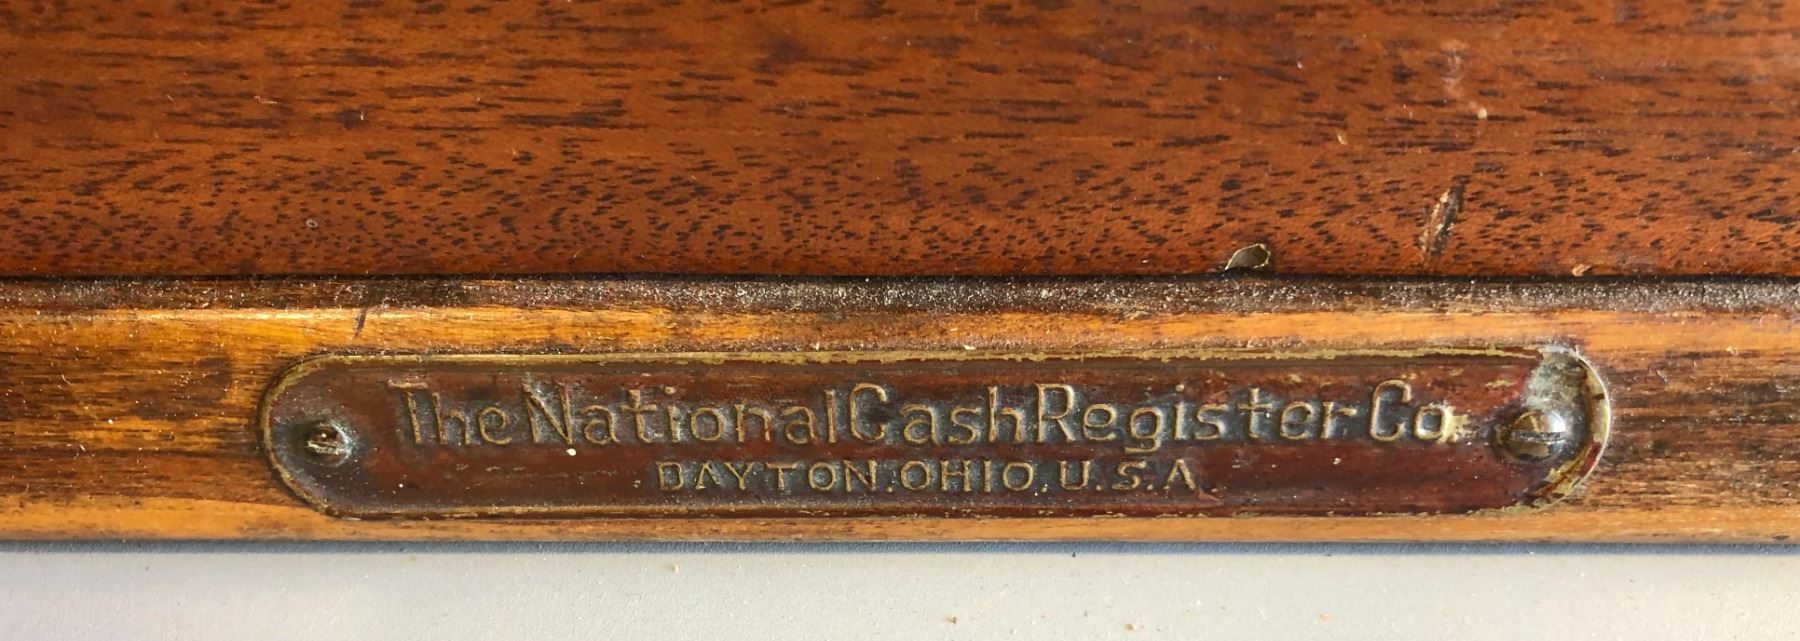 The National Cash Register Co.
DAYTON, OHIO, U.S.A